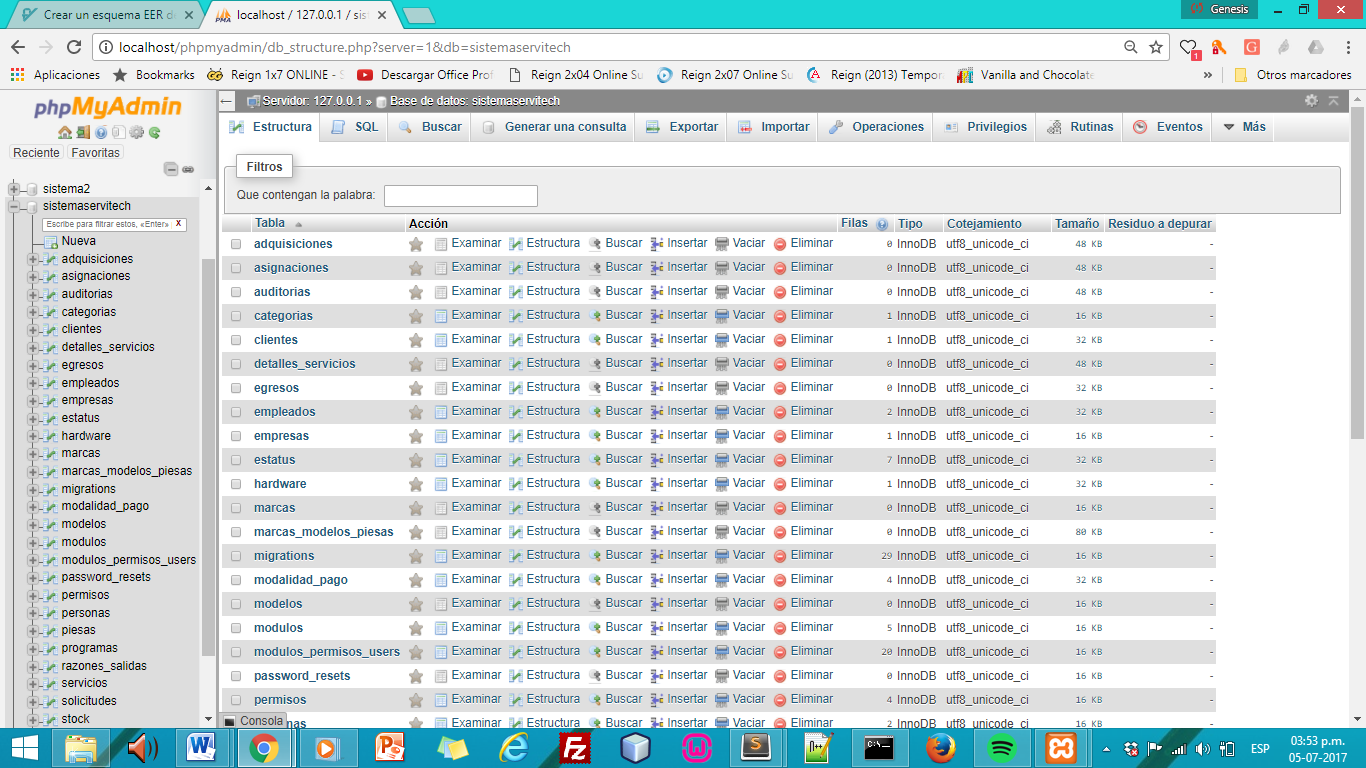 Crear un esquema EER d
localhost / 127.0.0.1 / sist
Genesis
localhost/phpmyadmin/db_structure.php?server=1&db=sistemaservitech
1
Aplicaciones Bookmarks Reign 1x7 ONLINE - Descargar Office Prof Reign 2x04 Online Su Reign 2x07 Online Su Reign (2013) Tempor Vanilla and Chocolate » Otros marcadores
phpMyAdmin
Reciente Favoritas
sistema2
sistemaservitech
Escribe para filtrar estos, «Enter» X
Nueva
adquisiciones
asignaciones
auditorias
categorias
clientes
detalles_servicios
egresos
empleados
empresas
estatus
hardware
marcas
marcas_modelos_piesas
migrations
modalidad_pago
modelos
modulos
modulos_permisos_users
password_resets
permisos
personas
piesas
programas
razones_salidas
servicios
solicitudes
stock
Servidor: 127.0.0.1 » Base de datos: sistemaservitech
Estructura SQL Buscar Generar una consulta Exportar Importar Operaciones Privilegios Rutinas Eventos Más
Filtros
Que contengan la palabra:
Tabla Acción Filas Tipo Cotejamiento Tamaño Residuo a depurar
adquisiciones Examinar Estructura Buscar Insertar Vaciar Eliminar 0 InnoDB utf8_unicode_ci 48 KB -
asignaciones Examinar Estructura Buscar Insertar Vaciar Eliminar 0 InnoDB utf8_unicode_ci 48 KB -
auditorias Examinar Estructura Buscar Insertar Vaciar Eliminar 0 InnoDB utf8_unicode_ci 48 KB -
categorias Examinar Estructura Buscar Insertar Vaciar Eliminar 1 InnoDB utf8_unicode_ci 16 KB -
clientes Examinar Estructura Buscar Insertar Vaciar Eliminar 1 InnoDB utf8_unicode_ci 32 KB -
detalles_servicios Examinar Estructura Buscar Insertar Vaciar Eliminar 0 InnoDB utf8_unicode_ci 48 KB -
egresos Examinar Estructura Buscar Insertar Vaciar Eliminar 0 InnoDB utf8_unicode_ci 32 KB -
empleados Examinar Estructura Buscar Insertar Vaciar Eliminar 2 InnoDB utf8_unicode_ci 32 KB -
empresas Examinar Estructura Buscar Insertar Vaciar Eliminar 1 InnoDB utf8_unicode_ci 16 KB -
estatus Examinar Estructura Buscar Insertar Vaciar Eliminar 7 InnoDB utf8_unicode_ci 32 KB -
hardware Examinar Estructura Buscar Insertar Vaciar Eliminar 1 InnoDB utf8_unicode_ci 32 KB -
marcas Examinar Estructura Buscar Insertar Vaciar Eliminar 0 InnoDB utf8_unicode_ci 16 KB -
marcas_modelos_piesas Examinar Estructura Buscar Insertar Vaciar Eliminar 0 InnoDB utf8_unicode_ci 80 KB -
migrations Examinar Estructura Buscar Insertar Vaciar Eliminar 29 InnoDB utf8_unicode_ci 16 KB -
modalidad_pago Examinar Estructura Buscar Insertar Vaciar Eliminar 4 InnoDB utf8_unicode_ci 32 KB -
modelos Examinar Estructura Buscar Insertar Vaciar Eliminar 0 InnoDB utf8_unicode_ci 16 KB -
modulos Examinar Estructura Buscar Insertar Vaciar Eliminar 5 InnoDB utf8_unicode_ci 16 KB -
modulos_permisos_users Examinar Estructura Buscar Insertar Vaciar Eliminar 20 InnoDB utf8_unicode_ci 16 KB -
password_resets Examinar Estructura Buscar Insertar Vaciar Eliminar 0 InnoDB utf8_unicode_ci 16 KB -
permisos Examinar Estructura Buscar Insertar Vaciar Eliminar 4 InnoDB utf8_unicode_ci 16 KB -
nas Examinar Estructura Buscar Insertar Vaciar Eliminar 2 InnoDB utf8_unicode_ci 16 KB -
Consola
ESP
03:53 p.m.
05-07-2017